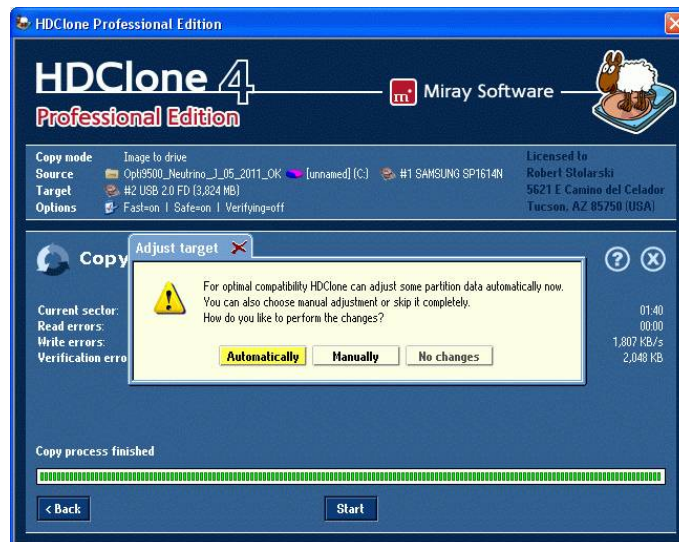 HDClone Professional Edition
HDClone 4
Professional Edition
m Miray Software
Copy mode Image to drive
Source Opti9500_Neutrino_J_05_2011_OK [unnamed] (C:) #1 SAMSUNG SP1614N
Target #2 USB 2.0 FD (3,824 MB)
Options Fast=on | Safe=on | Verifying=off
Licensed to
Robert Stolarski
5621 E Camino del Celador
Tucson, AZ 85750 (USA)
Copy
Adjust target
? X
For optimal compatibility HDClone can adjust some partition data automatically now.
You can also choose manual adjustment or skip it completely.
How do you like to perform the changes?
Automatically Manually No changes
Current sector: 01:40
Read errors: 00:00
Write errors: 1,807 KB/s
Verification erro 2,048 KB
Copy process finished
< Back Start